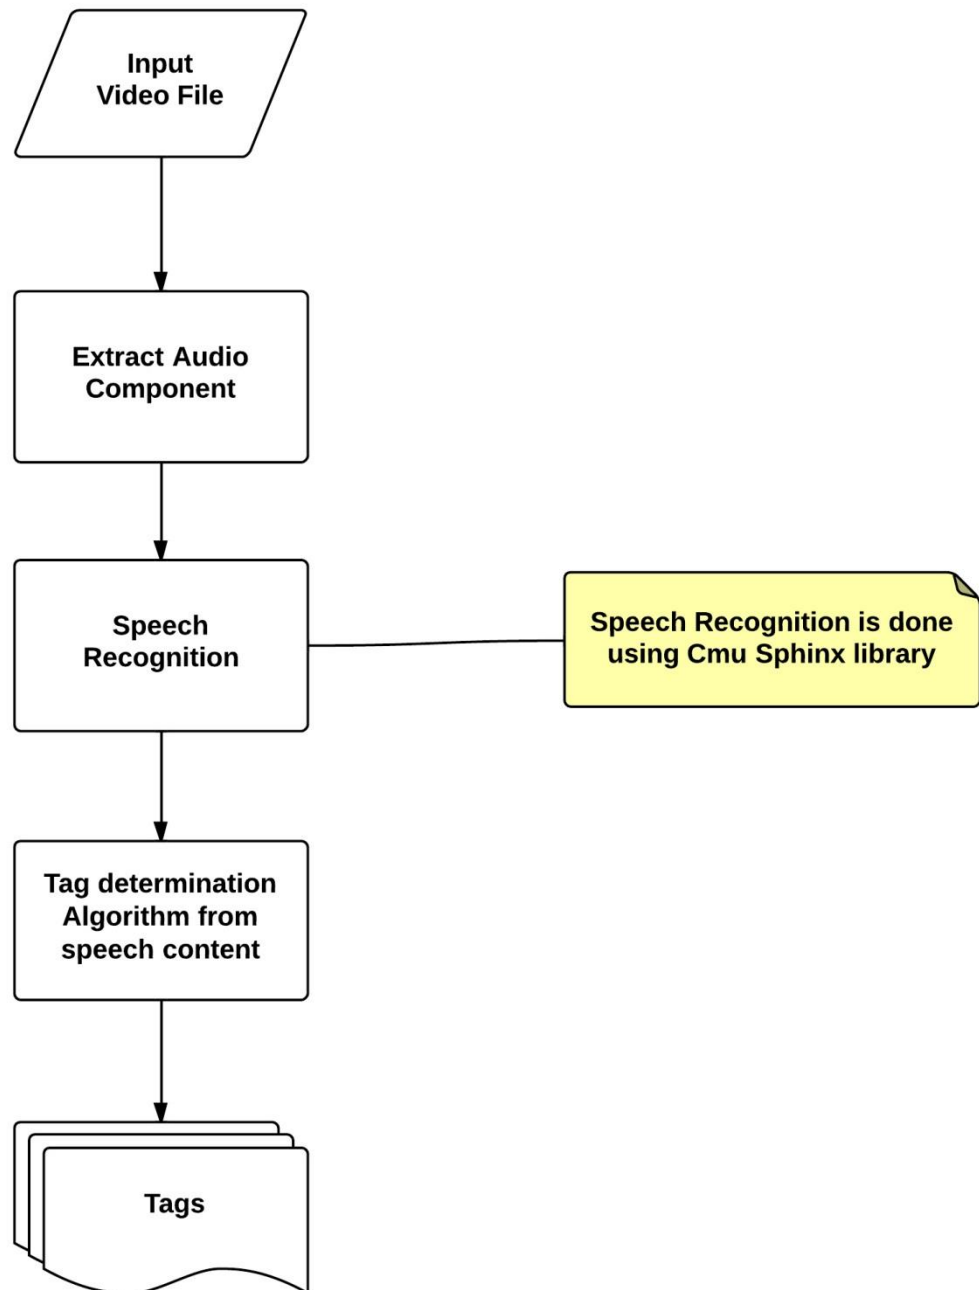 Input
Video File
Extract Audio
Component
Speech
Recognition
Speech Recognition is done
using Cmu Sphinx library
Tag determination
Algorithm from
speech content
Tags